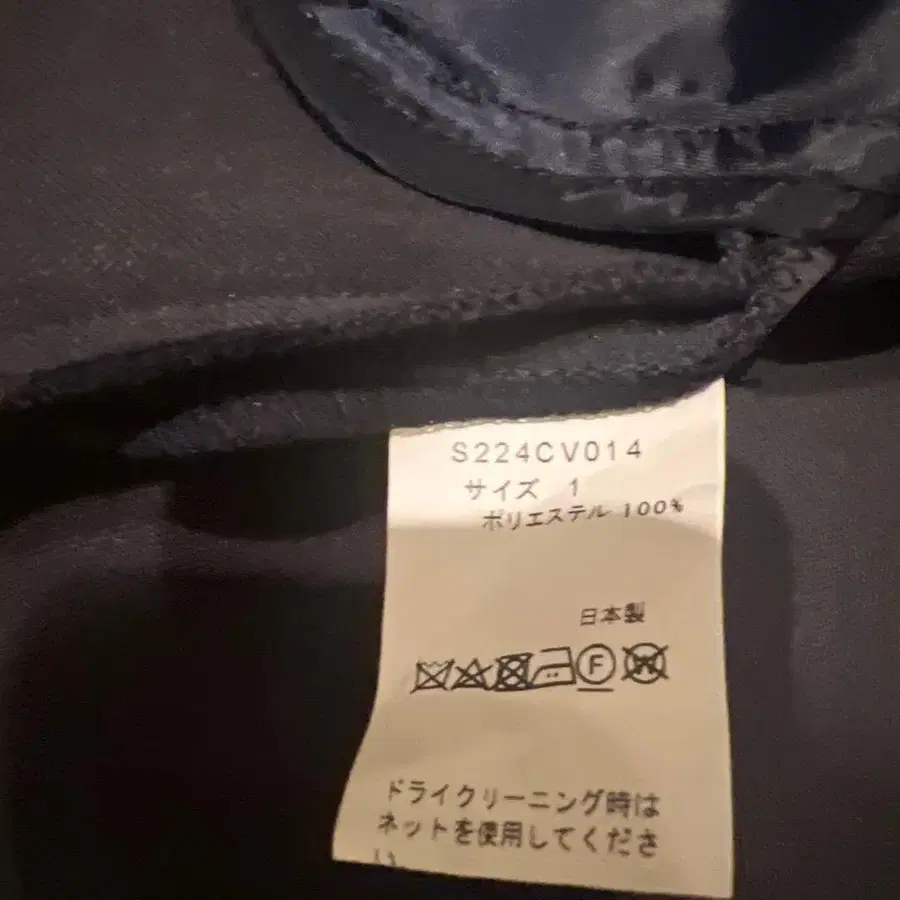 S224CV014
サイズ 1
ポリエステル 100%
日本製
F
W
ドライクリーニング時は
ネットを使用してくださ
い